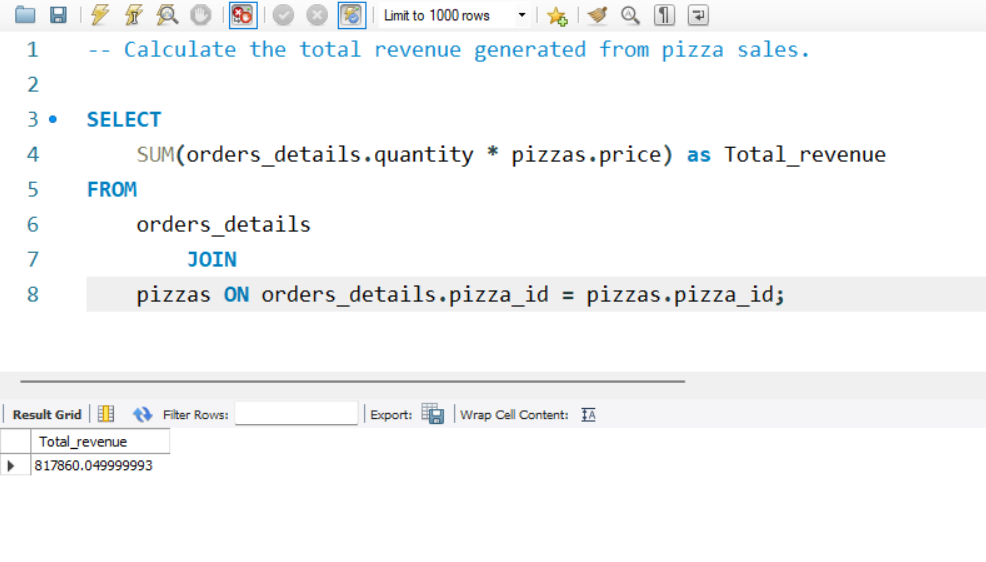 Limit to 1000 rows
1 -- Calculate the total revenue generated from pizza sales.
2
3 SELECT
4 SUM(orders_details.quantity * pizzas.price) as Total_revenue
5 FROM
6 orders_details
7 JOIN
8 pizzas ON orders_details.pizza_id = pizzas.pizza_id;
Result Grid Filter Rows: Export: Wrap Cell Content:
Total_revenue
817860.049999993